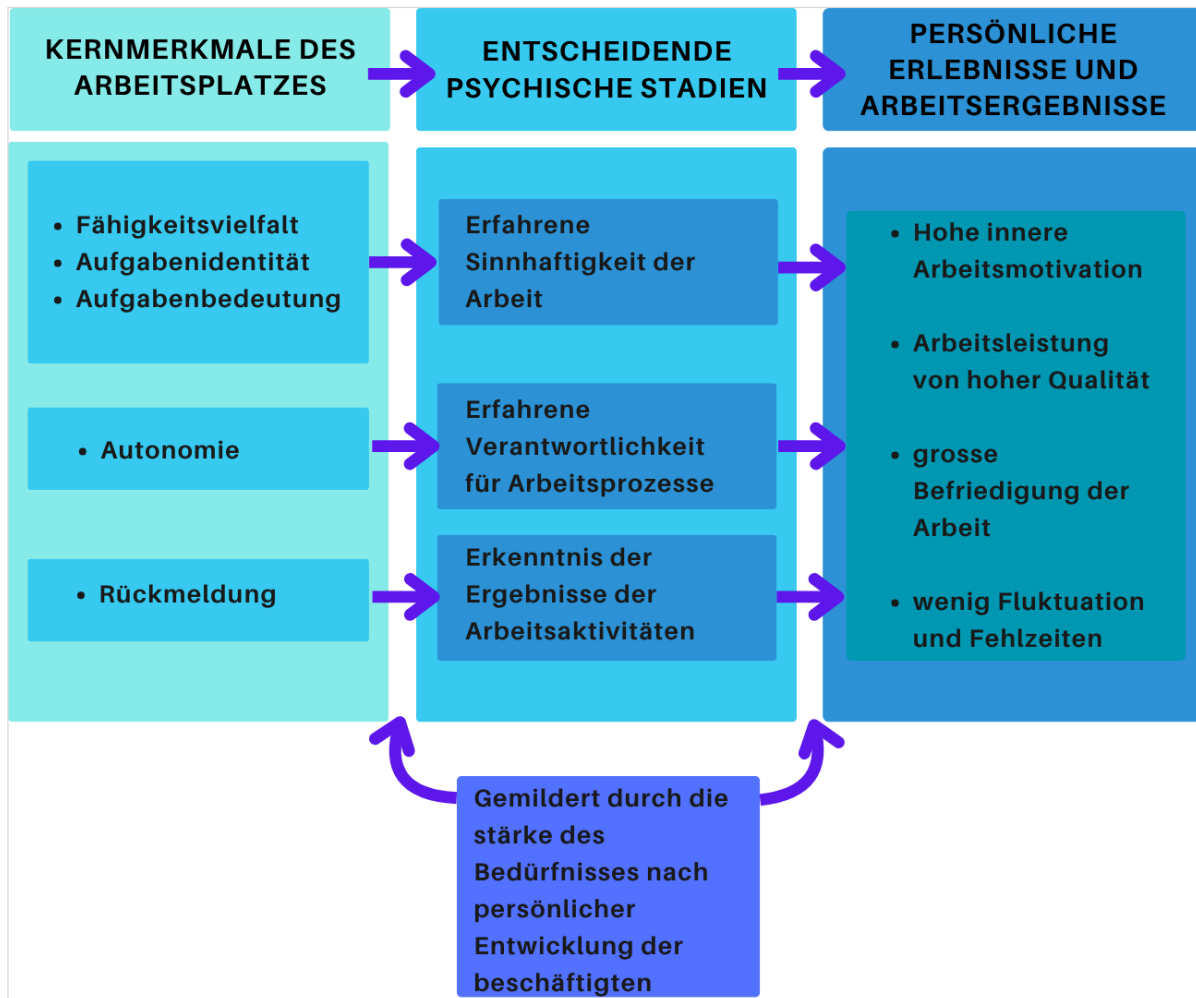 KERNMERKMALE DES
ARBEITSPLATZES
ENTSCHEIDENDE
PSYCHISCHE STADIEN
PERSÖNLICHE
ERLEBNISSE UND
ARBEITSERGEBNISSE
• Fähigkeitsvielfalt
• Aufgabenidentität
• Aufgabenbedeutung
Erfahrene
Sinnhaftigkeit der
Arbeit
• Autonomie
Erfahrene
Verantwortlichkeit
für Arbeitsprozesse
• Rückmeldung
Erkenntnis der
Ergebnisse der
Arbeitsaktivitäten
• Hohe innere
Arbeitsmotivation
• Arbeitsleistung
von hoher Qualität
• grosse
Befriedigung der
Arbeit
• wenig Fluktuation
und Fehlzeiten
Gemildert durch die
stärke des
Bedürfnisses nach
persönlicher
Entwicklung der
beschäftigten